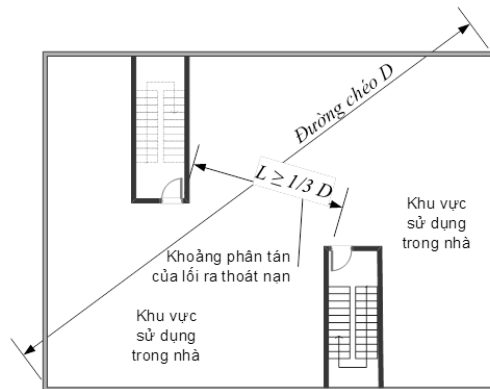 Đường chéo D
L ≥ 1/3 D
Khu vực
sử dụng
trong nhà
Khoảng phân tán
của lối ra thoát nạn
Khu vực
sử dụng
trong nhà